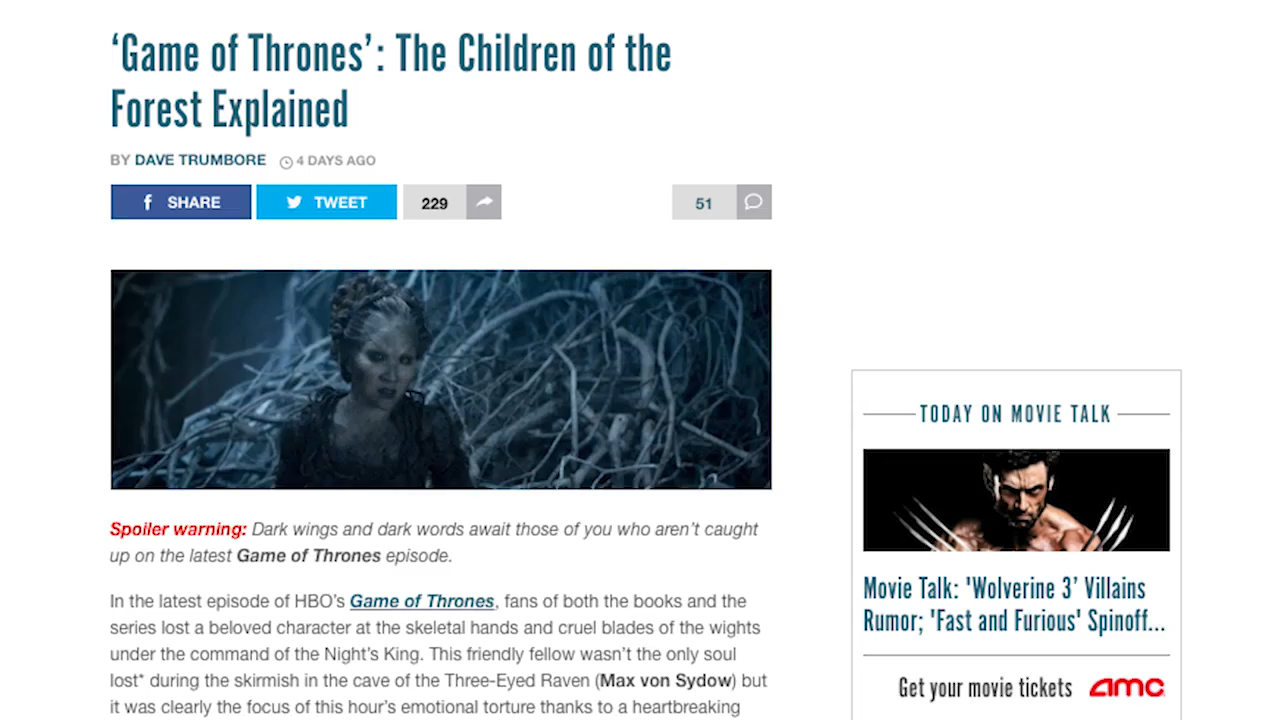 ‘Game of Thrones’: The Children of the
Forest Explained
BY DAVE TRUMBORE 4 DAYS AGO
f SHARE
TWEET
229
51
Spoiler warning: Dark wings and dark words await those of you who aren’t caught
up on the latest Game of Thrones episode.
In the latest episode of HBO’s Game of Thrones, fans of both the books and the
series lost a beloved character at the skeletal hands and cruel blades of the wights
under the command of the Night’s King. This friendly fellow wasn’t the only soul
lost* during the skirmish in the cave of the Three-Eyed Raven (Max von Sydow) but
it was clearly the focus of this hour’s emotional torture thanks to a heartbreaking
TODAY ON MOVIE TALK
Movie Talk: 'Wolverine 3’ Villains
Rumor; 'Fast and Furious' Spinoff...
Get your movie tickets amc